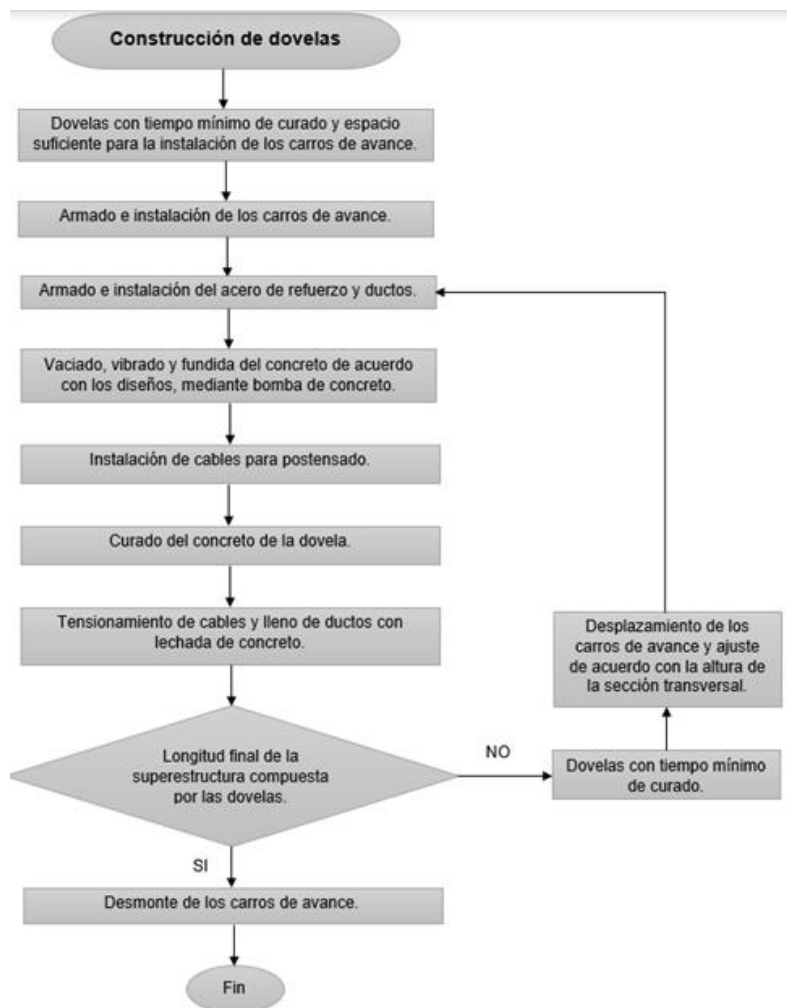 Construcción de dovelas
Dovelas con tiempo mínimo de curado y espacio
suficiente para la instalación de los carros de avance.
Armado e instalación de los carros de avance.
Armado e instalación del acero de refuerzo y ductos.
Vaciado, vibrado y fundida del concreto de acuerdo
con los diseños, mediante bomba de concreto.
Instalación de cables para postensado.
Curado del concreto de la dovela.
Tensionamiento de cables y lleno de ductos con
lechada de concreto.
Longitud final de la
superestructura compuesta
por las dovelas.
NO
Dovelas con tiempo mínimo
de curado.
Desplazamiento de los
carros de avance y ajuste
de acuerdo con la altura de
la sección transversal.
SI
Desmonte de los carros de avance.
Fin